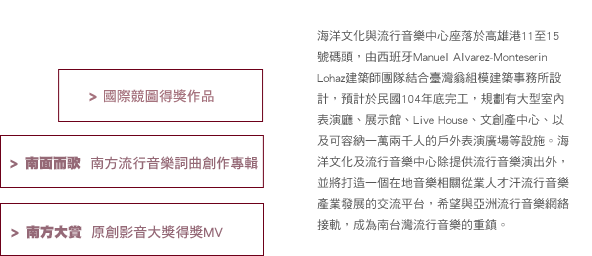 > 國際競圖得獎作品
> 南面而歌 南方流行音樂詞曲創作專輯
> 南方大賞 原創影音大獎得獎MV
海洋文化與流行音樂中心座落於高雄港11至15
號碼頭，由西班牙Manuel Alvarez-Monteserin
Lohaz建築師團隊結合臺灣翁組模建築事務所設
計，預計於民國104年底完工，規劃有大型室內
表演廳、展示館、Live House、文創產中心、以
及可容納一萬兩千人的戶外表演廣場等設施。海
洋文化及流行音樂中心除提供流行音樂演出外，
並將打造一個在地音樂相關從業人才汗流行音樂
產業發展的交流平台，希望與亞洲流行音樂網絡
接軌，成為南台灣流行音樂的重鎮。